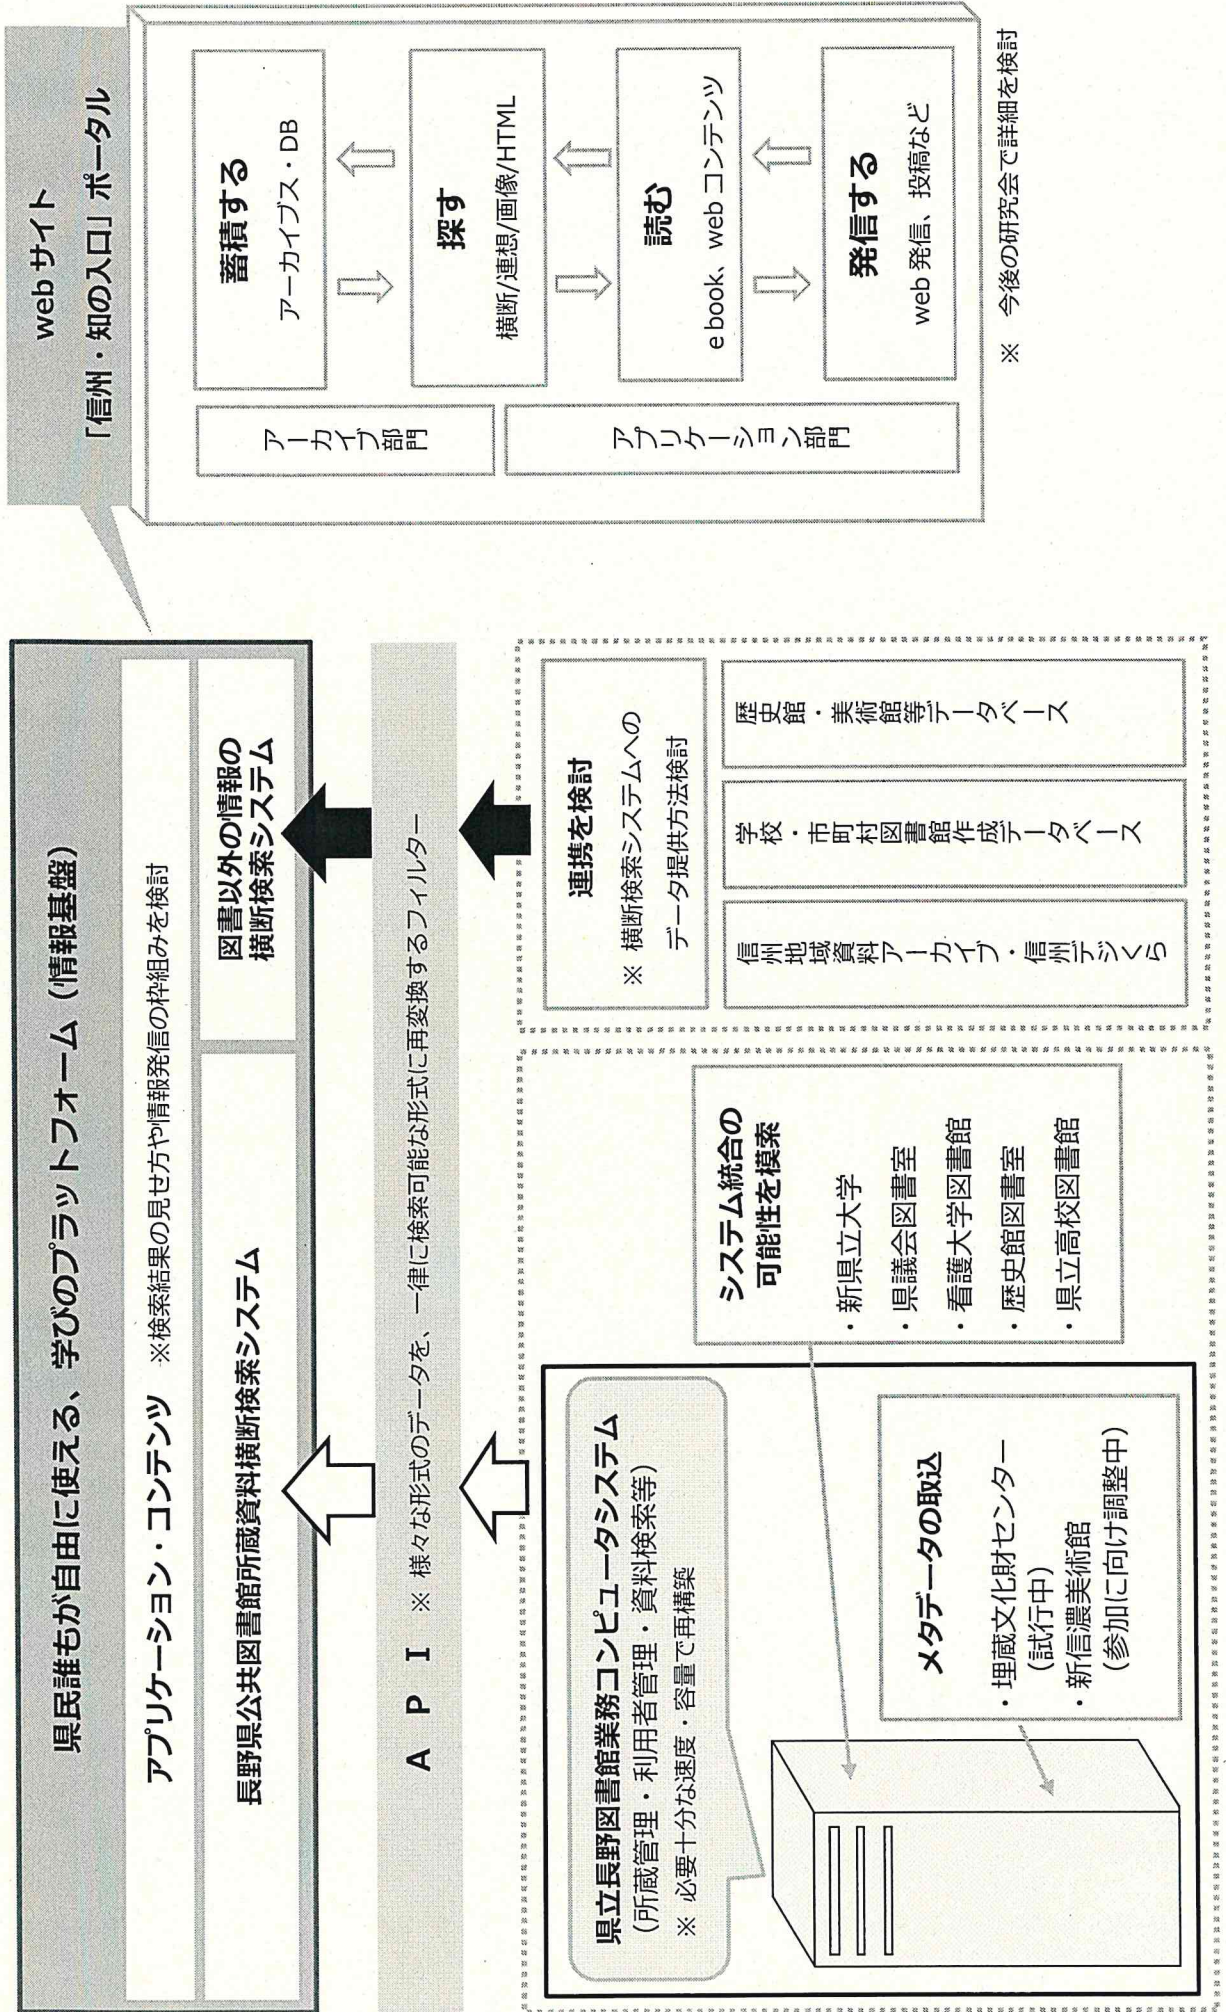 県民誰もが自由に使える、学びのプラットフォーム（情報基盤）
アプリケーション・コンテンツ ※検索結果の見せ方や情報発信の枠組みを検討
長野県公共図書館所蔵資料横断検索システム
図書以外の情報の
横断検索システム
A P I ※ 様々な形式のデータを、一律に検索可能な形式に再変換するフィルター
県立長野図書館業務コンピュータシステム
（所蔵管理・利用者管理・資料検索等）
※ 必要十分な速度・容量で再構築
メタデータの取込
・埋蔵文化財センター
（試行中）
・新信濃美術館
（参加に向け調整中）
システム統合の
可能性を模索
・新県立大学
・県議会図書室
・看護大学図書館
・歴史館図書室
・県立高校図書館
連携を検討
※ 横断検索システムへの
データ提供方法検討
信州地域資料アーカイブ・信州デジくら
学校・市町村図書館作成データベース
歴史館・美術館等データベース
web サイト
「信州・知の入口」ポータル
アーカイブ部門
アプリケーション部門
蓄積する
アーカイブス・DB
探す
横断/連想/画像/HTML
読む
e book、web コンテンツ
発信する
web 発信、投稿など
※ 今後の研究会で詳細を検討